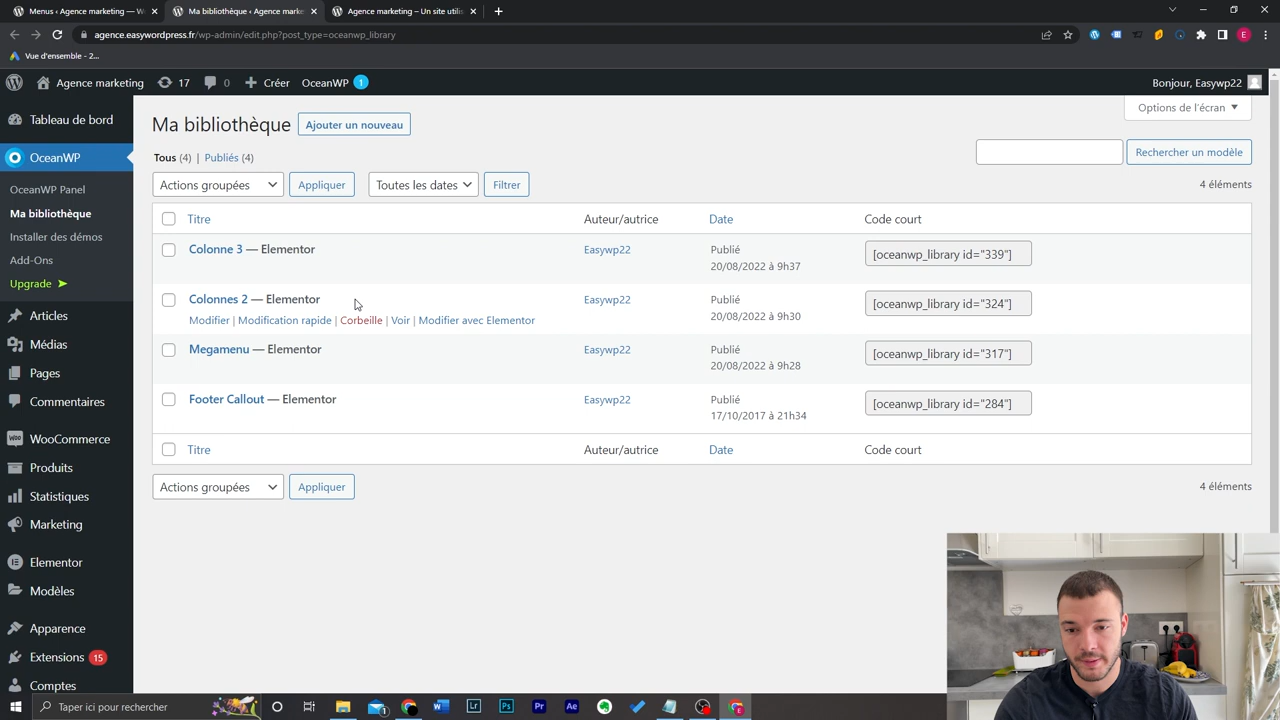 Menus ‹ Agence marketing — W
Ma bibliothèque ‹ Agence market
Agence marketing – Un site utilis
agence.easywordpress.fr/wp-admin/edit.php?post_type=oceanwp_library
E
Vue d'ensemble - 2...
Agence marketing
17
0
Créer
OceanWP
1
Bonjour, Easywp22
Tableau de bord
OceanWP
OceanWP Panel
Ma bibliothèque
Installer des démos
Add-Ons
Upgrade
Articles
Médias
Pages
Commentaires
WooCommerce
Produits
Statistiques
Marketing
Elementor
Modèles
Apparence
Extensions 15
Comptes
Options de l'écran
Ma bibliothèque
Ajouter un nouveau
Tous (4) | Publiés (4)
Rechercher un modèle
Actions groupées
Appliquer
Toutes les dates
Filtrer
4 éléments
Titre Auteur/autrice Date Code court
Colonne 3 — Elementor Easywp22 Publié [oceanwp_library id="339"]
20/08/2022 à 9h37
Colonnes 2 — Elementor Easywp22 Publié [oceanwp_library id="324"]
Modifier | Modification rapide | Corbeille | Voir | Modifier avec Elementor 20/08/2022 à 9h30
Megamenu — Elementor Easywp22 Publié [oceanwp_library id="317"]
20/08/2022 à 9h28
Footer Callout — Elementor Easywp22 Publié [oceanwp_library id="284"]
17/10/2017 à 21h34
Titre Auteur/autrice Date Code court
Actions groupées
Appliquer
4 éléments
Taper ici pour rechercher
W
Lr
Ps
Pr
Ae